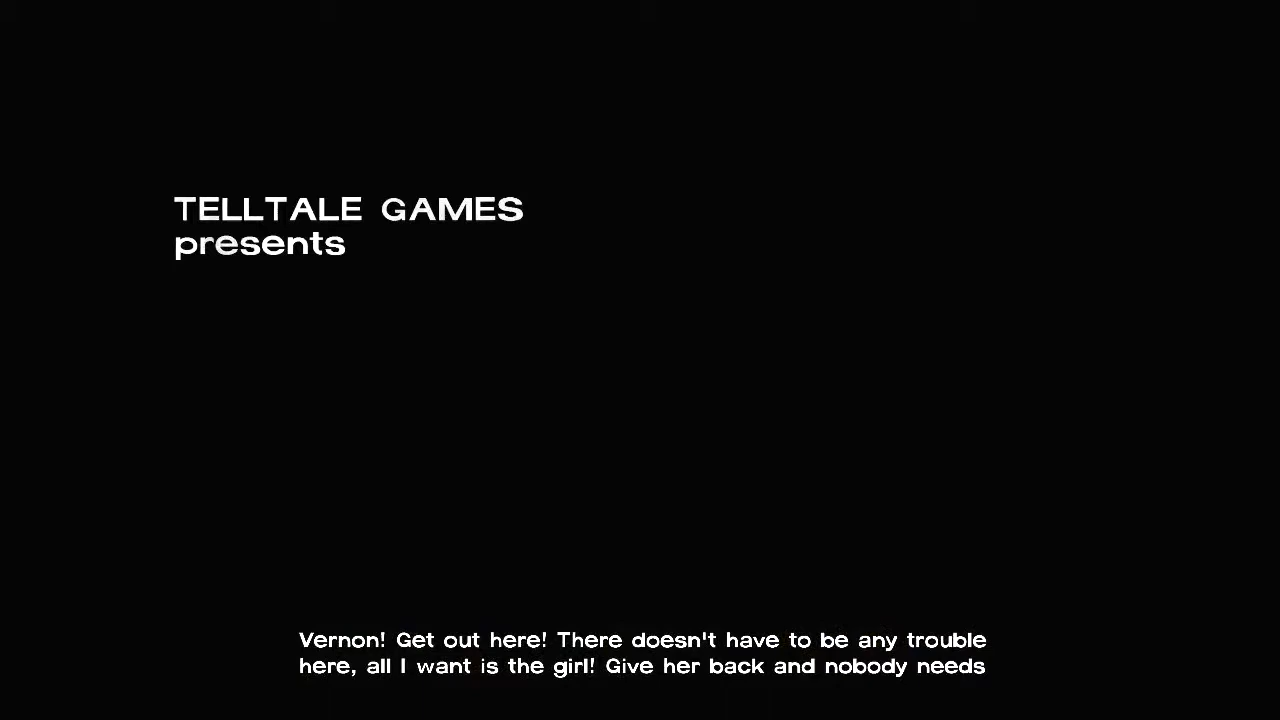 TELLTALE GAMES
presents
Vernon! Get out here! There doesn't have to be any trouble
here, all I want is the girl! Give her back and nobody needs